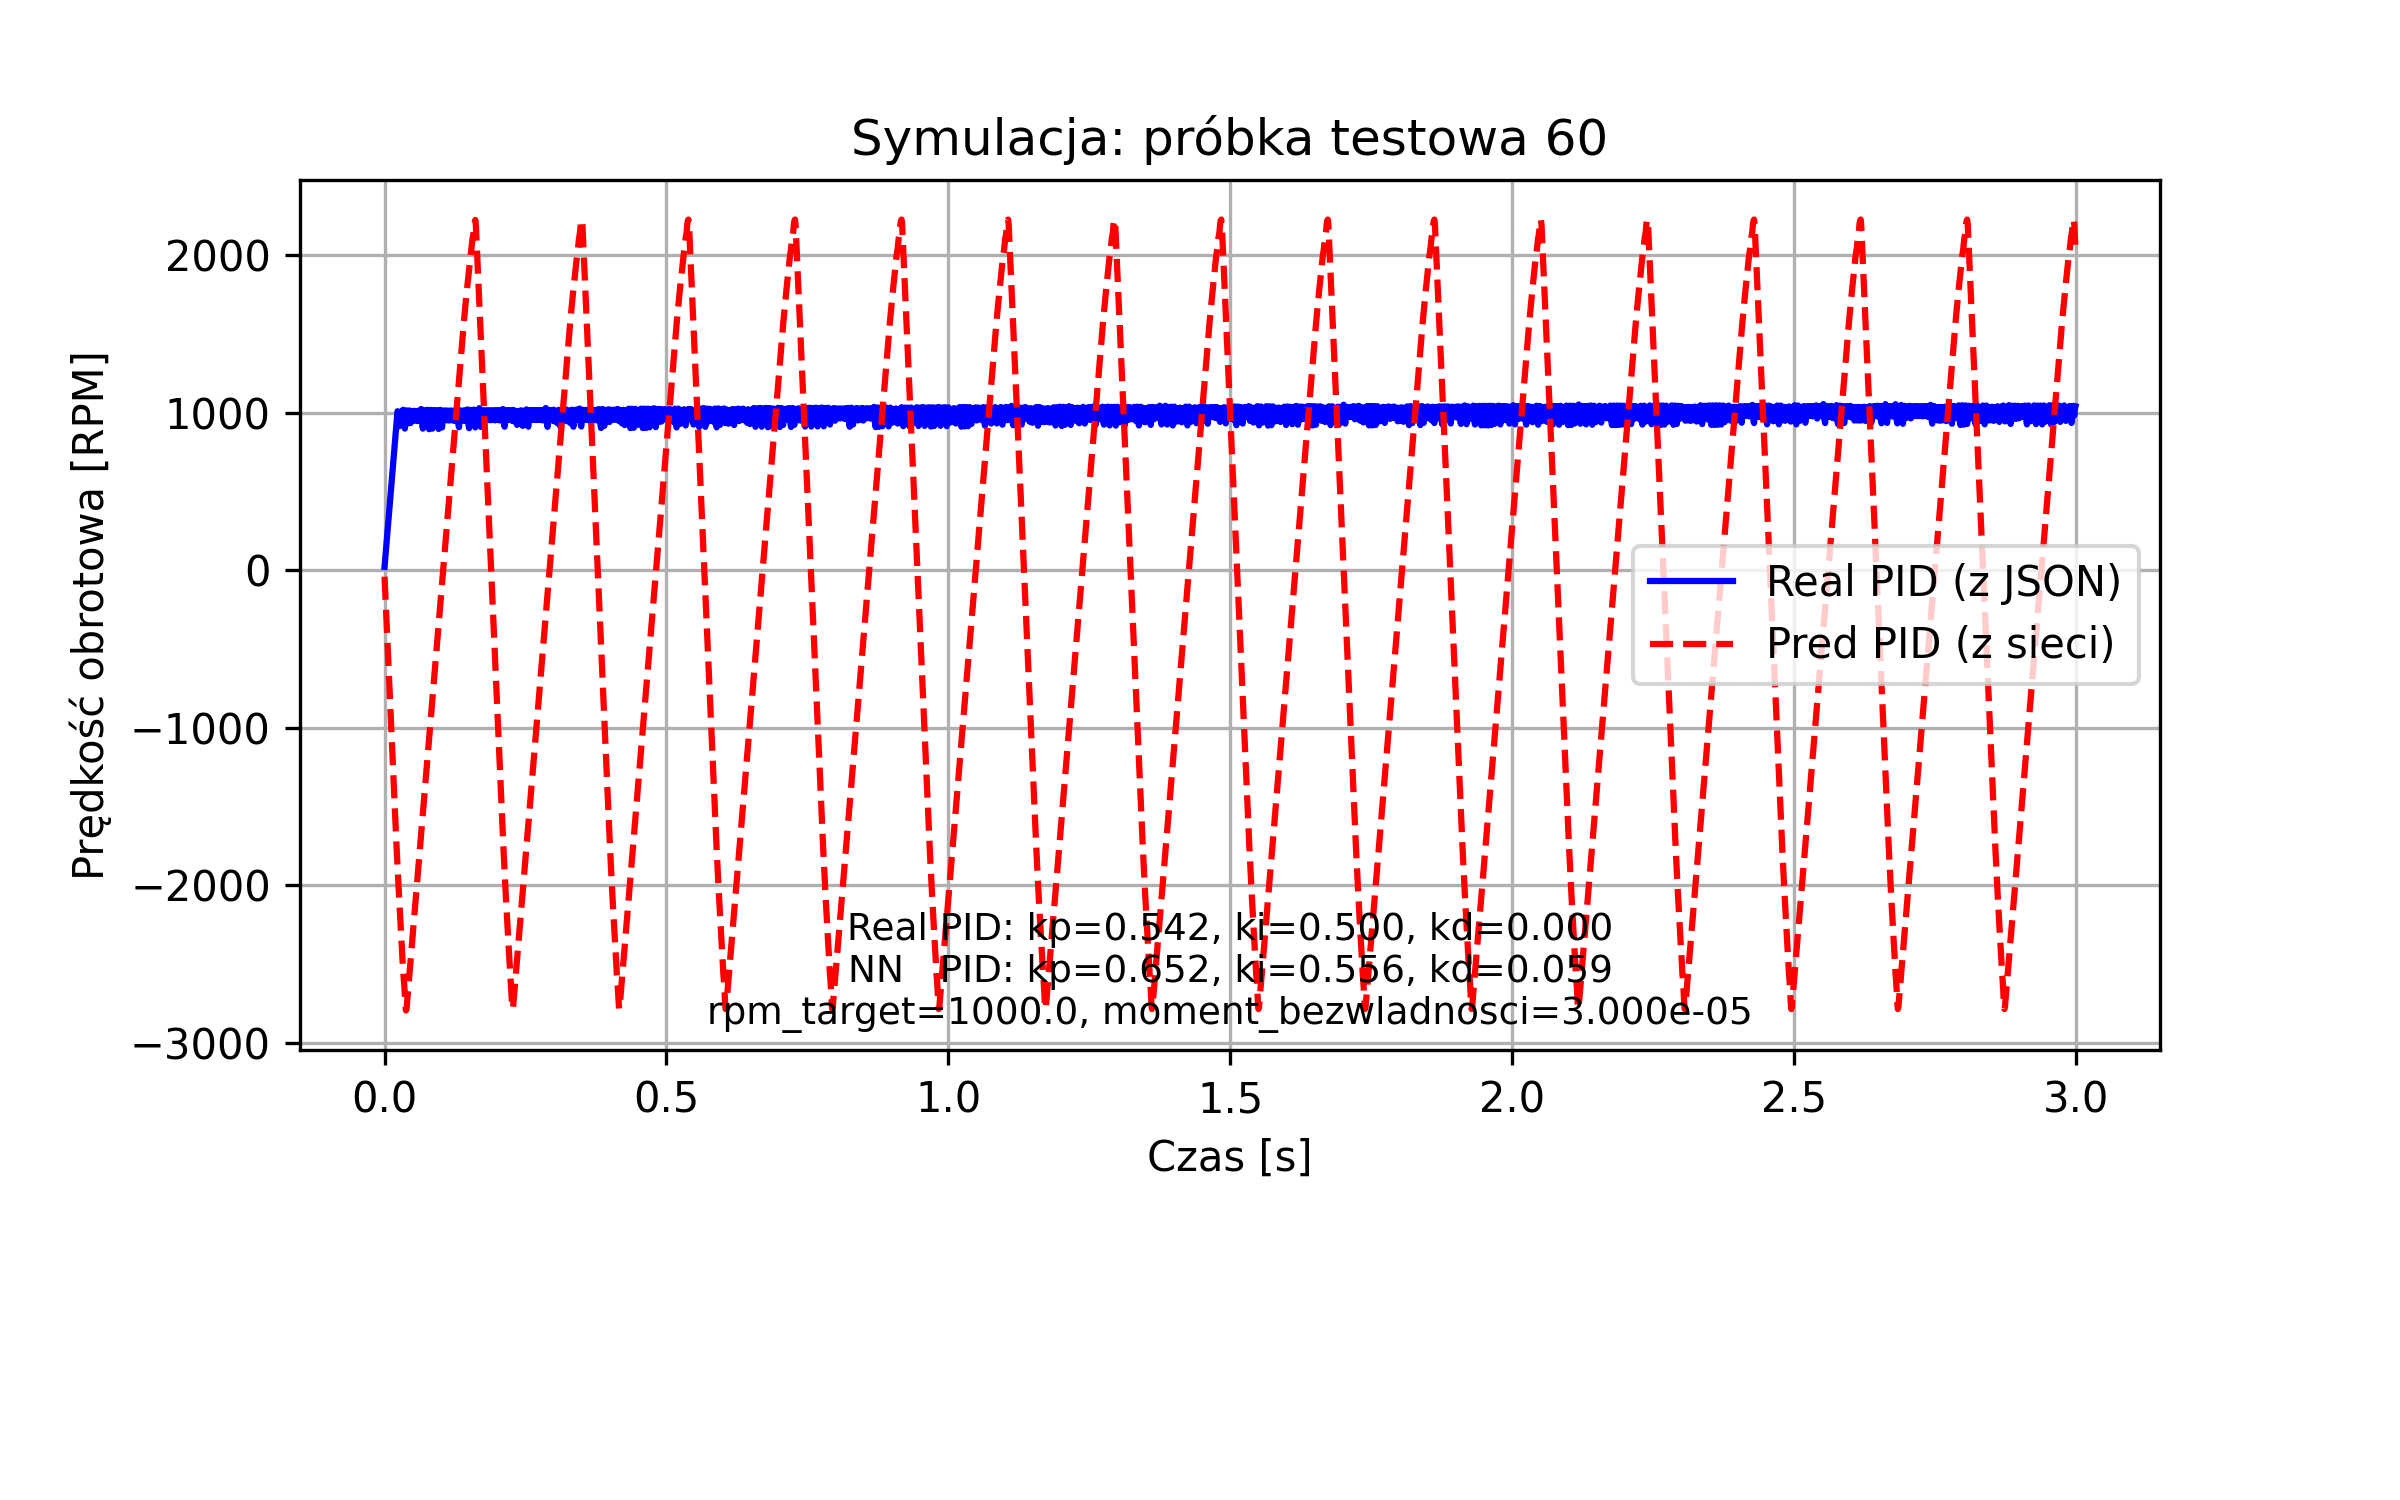 Symulacja: próbka testowa 60
Prędkość obrotowa [RPM]
2000
1000
0
−1000
−2000
−3000
Real PID (z JSON)
Pred PID (z sieci)
Real PID: kp=0.542, ki=0.500, kd=0.000
NN PID: kp=0.652, ki=0.556, kd=0.059
rpm_target=1000.0, moment_bezwladnosci=3.000e-05
0.0 0.5 1.0 1.5 2.0 2.5 3.0
Czas [s]